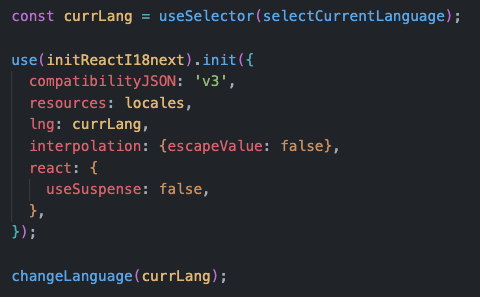 const currLang = useSelector(selectCurrentLanguage);
use(initReactI18next).init({
compatibilityJSON: 'v3',
resources: locales,
lng: currLang,
interpolation: {escapeValue: false},
react: {
useSuspense: false,
},
});
changeLanguage(currLang);